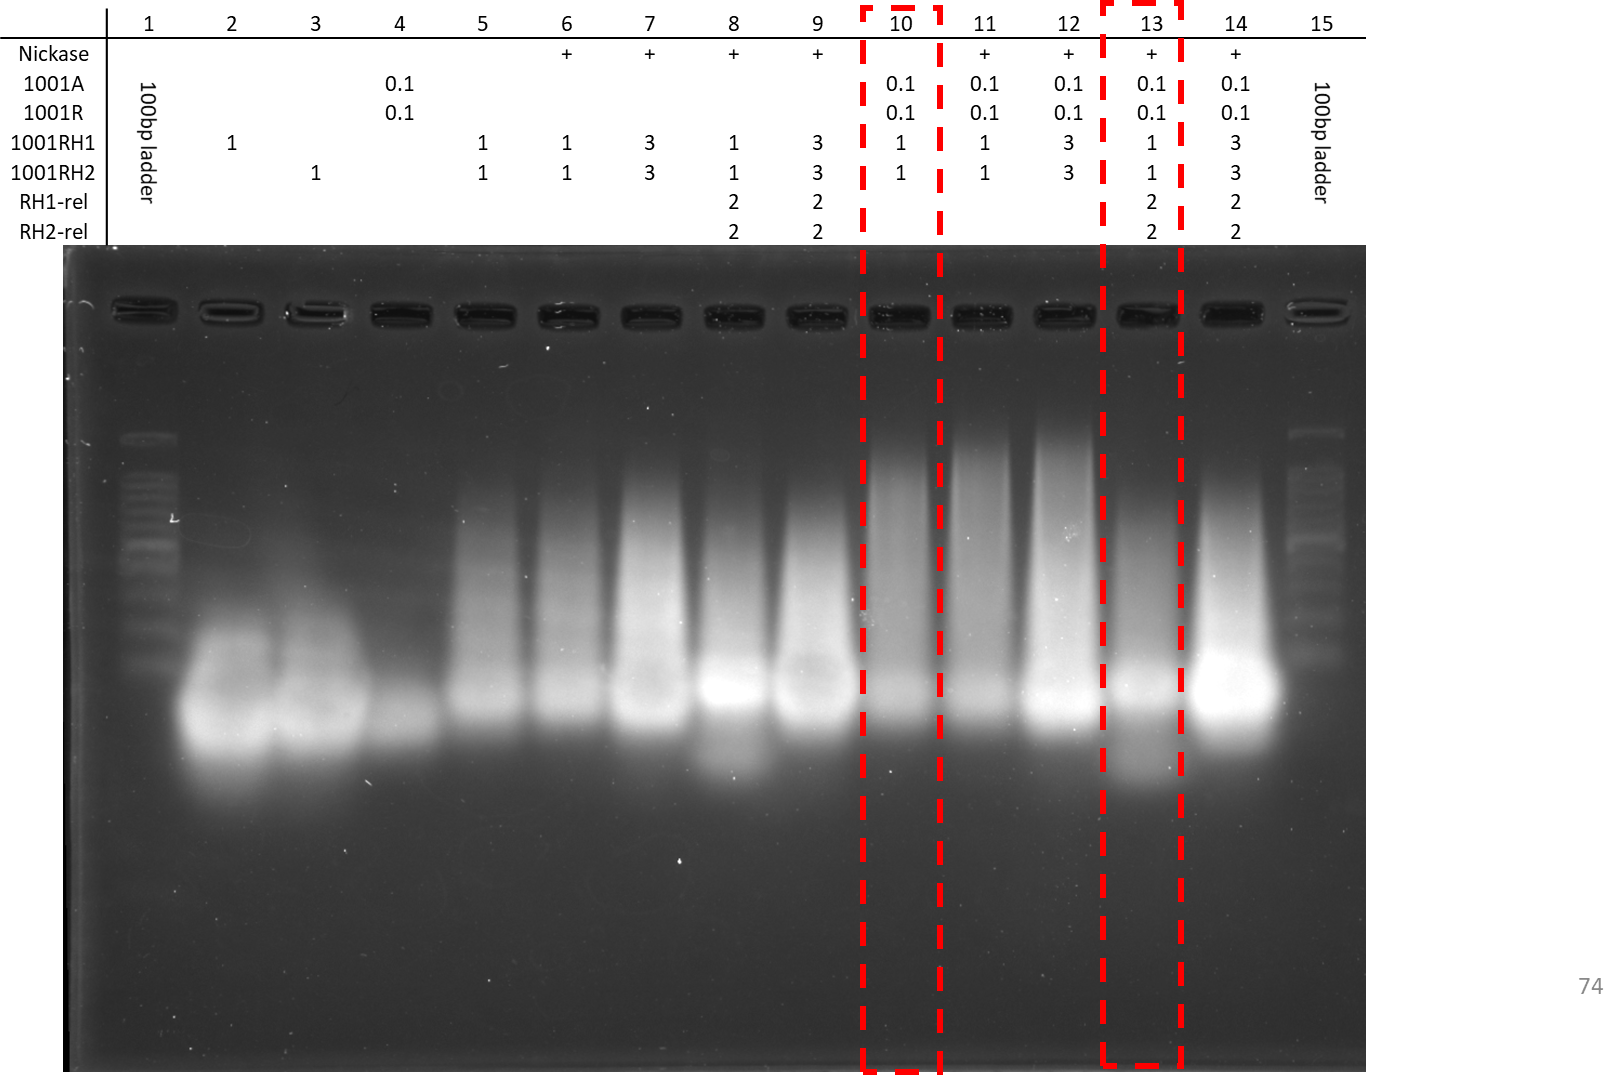 1 2 3 4 5 6 7 8 9 10 11 12 13 14 15
Nickase + + + + + + + +
1001A 0.1 0.1 0.1 0.1 0.1 0.1
1001R 0.1 0.1 0.1 0.1 0.1 0.1
1001RH1 1 1 1 3 1 3 1 1 3 1 3
1001RH2 1 1 1 3 1 3 1 1 3 1 3
RH1-rel 2 2 2 2
RH2-rel 2 2 2 2
100bp ladder
100bp ladder
74